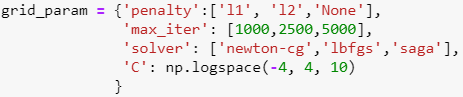 grid_param = {'penalty':['l1', 'l2','None'],
'max_iter': [1000,2500,5000],
'solver': ['newton-cg','lbfgs','saga'],
'C': np.logspace(-4, 4, 10)
}